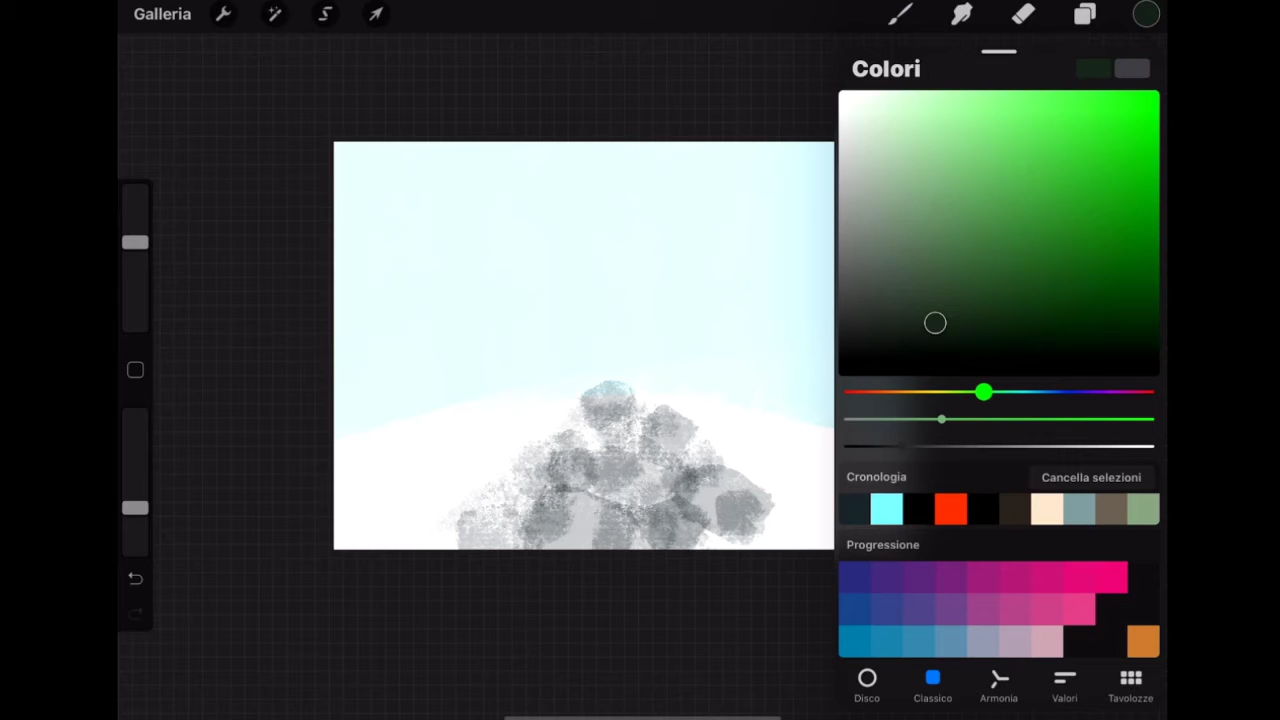 Galleria
Colori
Cronologia
Cancella selezioni
Progressione
Disco
Classico
Armonia
Valori
Tavolozze